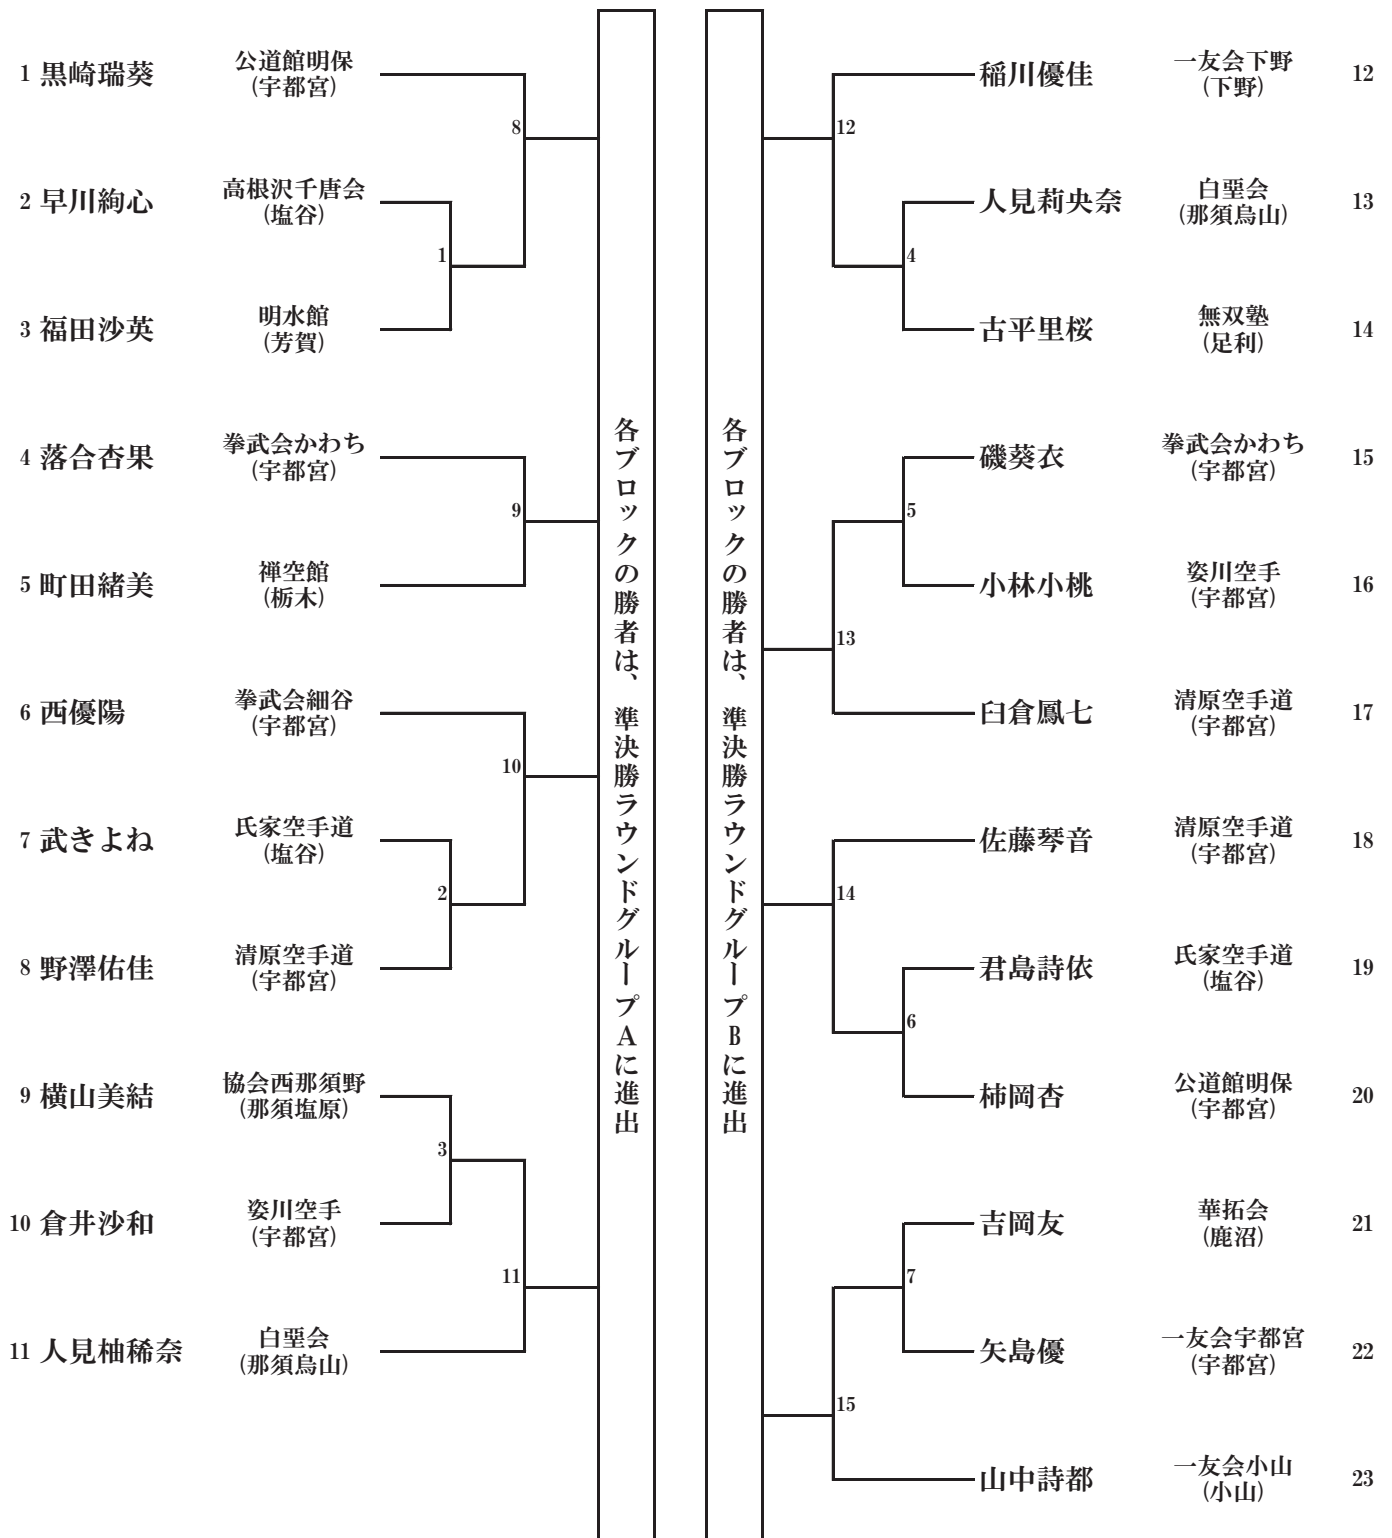 1 黒崎瑞葵 公道館明保
(宇都宮)
8
2 早川絢心 高根沢千唐会
(塩谷)
1
3 福田沙英 明水館
(芳賀)
4 落合杏果 拳武会かわち
(宇都宮)
9
5 町田緒美 禅空館
(栃木)
6 西優陽 拳武会細谷
(宇都宮)
10
7 武きよね 氏家空手道
(塩谷)
2
8 野澤佑佳 清原空手道
(宇都宮)
9 横山美結 協会西那須野
(那須塩原)
3
10 倉井沙和 姿川空手
(宇都宮)
11
11 人見柚稀奈 白堊会
(那須烏山)
各ブロックの勝者は、準決勝ラウンドグループAに進出
各ブロックの勝者は、準決勝ラウンドグループBに進出
稲川優佳 一友会下野 12
(下野)
12
人見莉央奈 白堊会 13
(那須烏山)
4
古平里桜 無双塾 14
(足利)
磯葵衣 拳武会かわち 15
(宇都宮)
5
小林小桃 姿川空手 16
(宇都宮)
13
臼倉鳳七 清原空手道 17
(宇都宮)
佐藤琴音 清原空手道 18
(宇都宮)
14
君島詩依 氏家空手道 19
(塩谷)
6
柿岡杏 公道館明保 20
(宇都宮)
吉岡友 華拓会 21
(鹿沼)
7
矢島優 一友会宇都宮 22
(宇都宮)
15
山中詩都 一友会小山 23
(小山)